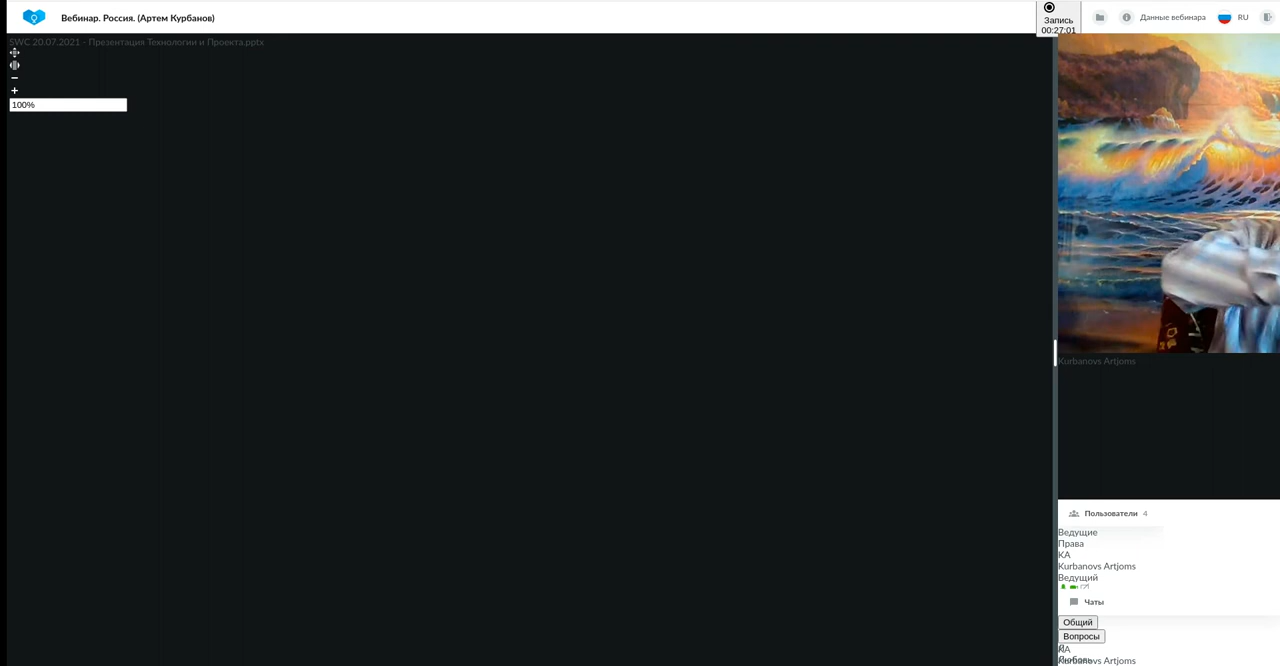 Вебинар. Россия. (Артем Курбанов)
Запись
00:27:01
Данные вебинара
RU
SWC 20.07.2021 - Презентация Технологии и Проекта.pptx
100%
Kurbanovs Artjoms
Пользователи 4
Ведущие
Права
KA
Kurbanovs Artjoms
Ведущий
Чаты
Общий
Вопросы
KA
Kurbanovs Artjoms